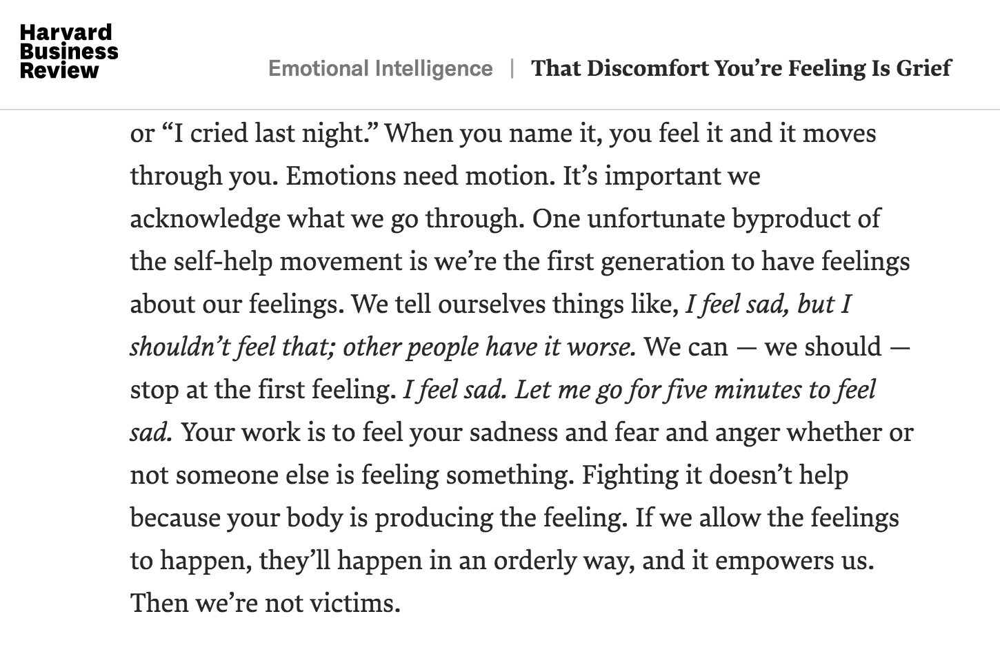 Harvard
Business
Review
Emotional Intelligence | That Discomfort You’re Feeling Is Grief
or “I cried last night.” When you name it, you feel it and it moves
through you. Emotions need motion. It’s important we
acknowledge what we go through. One unfortunate byproduct of
the self-help movement is we’re the first generation to have feelings
about our feelings. We tell ourselves things like, I feel sad, but I
shouldn’t feel that; other people have it worse. We can — we should —
stop at the first feeling. I feel sad. Let me go for five minutes to feel
sad. Your work is to feel your sadness and fear and anger whether or
not someone else is feeling something. Fighting it doesn’t help
because your body is producing the feeling. If we allow the feelings
to happen, they’ll happen in an orderly way, and it empowers us.
Then we’re not victims.